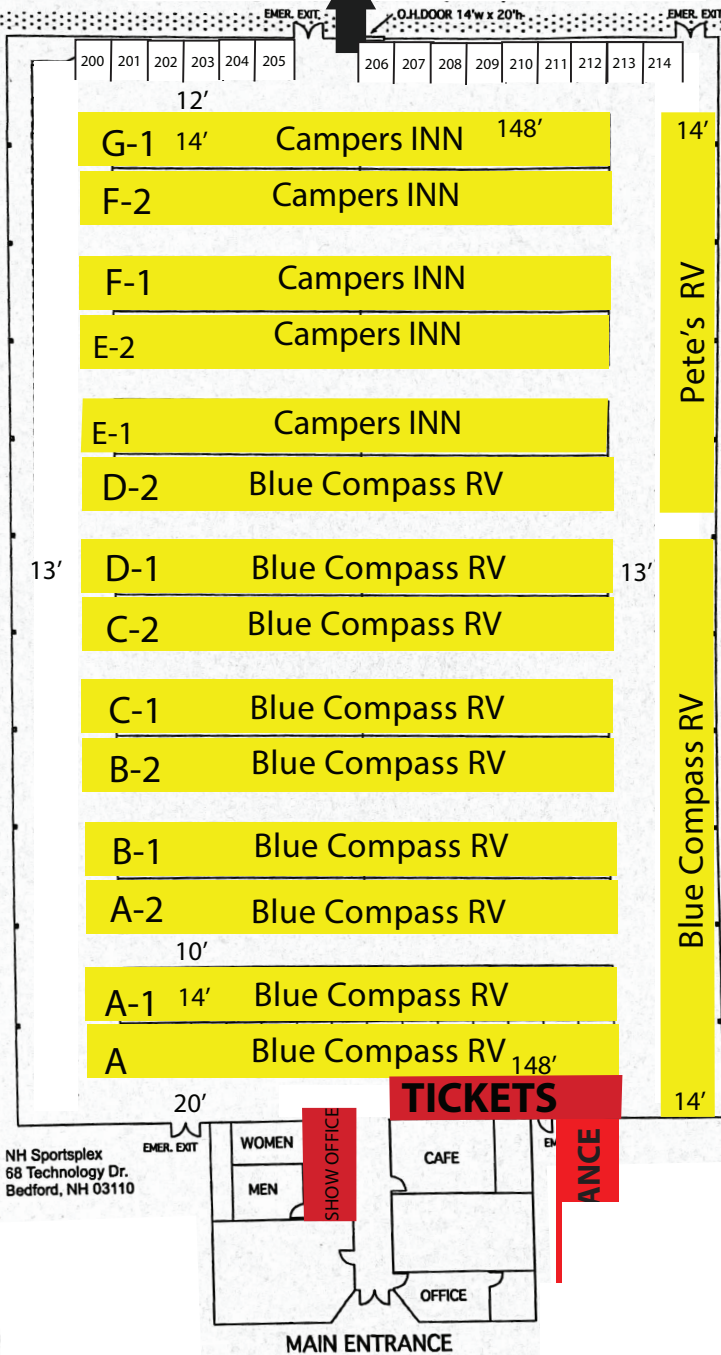 EMER. EXIT
O.H.DOOR 14'w x 20'h
EMER. EXIT
200 201 202 203 204 205
206 207 208 209 210 211 212 213 214
12'
G-1 14' Campers INN 148'
14'
F-2 Campers INN
F-1 Campers INN
E-2 Campers INN
Pete's RV
E-1 Campers INN
D-2 Blue Compass RV
13' D-1 Blue Compass RV 13'
C-2 Blue Compass RV
C-1 Blue Compass RV
B-2 Blue Compass RV
Blue Compass RV
B-1 Blue Compass RV
A-2 Blue Compass RV
10'
A-1 14' Blue Compass RV
A Blue Compass RV 148'
20'
TICKETS
14'
EMER. EXIT
WOMEN
MEN
SHOW OFFICE
CAFE
EM
ANCE
NH Sportsplex
68 Technology Dr.
Bedford, NH 03110
OFFICE
MAIN ENTRANCE